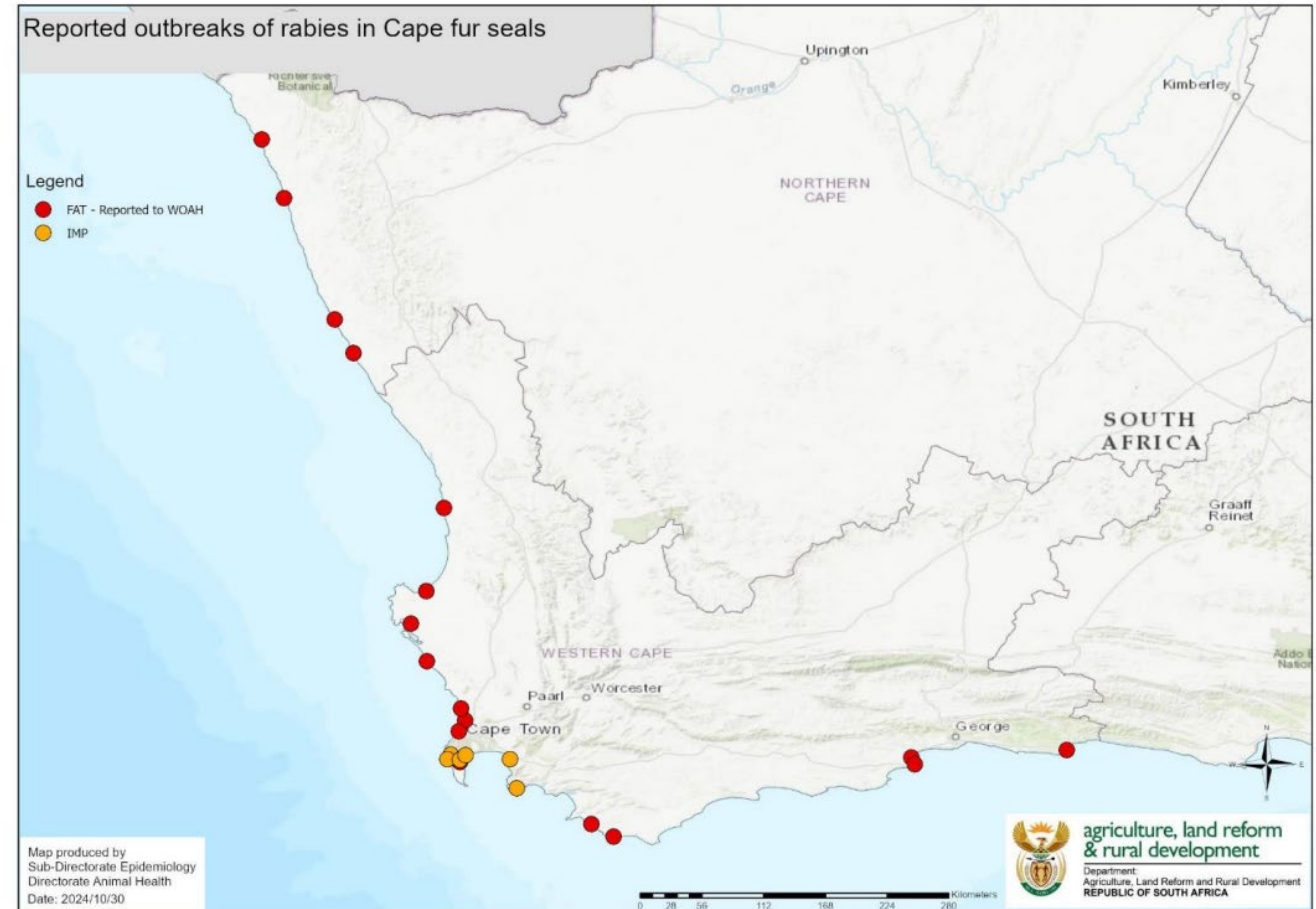 Reported outbreaks of rabies in Cape fur seals
Upington
Richtersve
Botanical
Orange
Kimberley
Legend
FAT - Reported to WOAH
IMP
NORTHERN
CAPE
SOUTH
AFRICA
Graaff
Reinet
WESTERN CAPE
Addo E
Nation
Paarl
Worcester
Cape Town
George
N
W
E
S
Map produced by
Sub-Directorate Epidemiology
Directorate Animal Health
Date: 2024/10/30
Kilometers
0 28 56 112 168 224 280
agriculture, land reform
& rural development
Department:
Agriculture, Land Reform and Rural Development
REPUBLIC OF SOUTH AFRICA